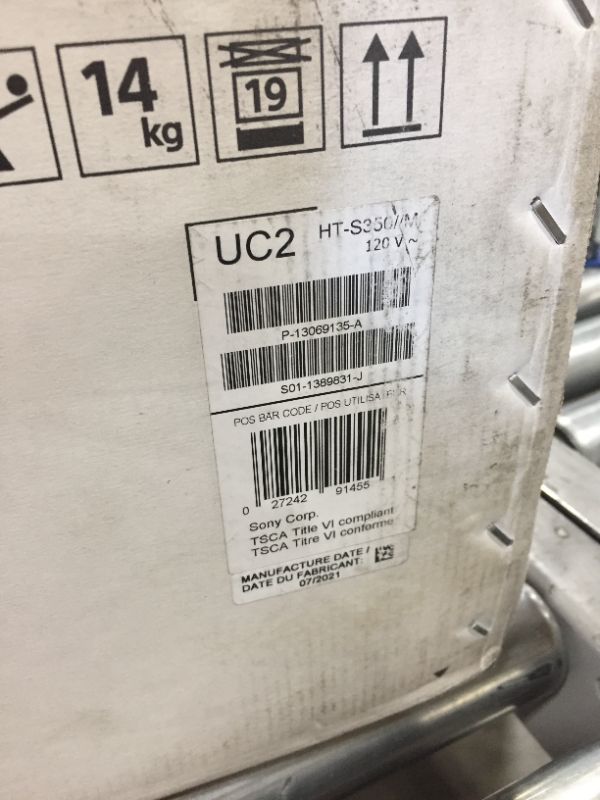 14
kg
19
UC2
HT-S350//M
120 V ~
P-13069135-A
S01-1389831-J
POS BAR CODE / POS UTILISATEUR
0 27242 91455 1
Sony Corp.
TSCA Title VI compliant
TSCA Titre VI conforme
MANUFACTURE DATE /
DATE DU FABRICANT:
07/2021